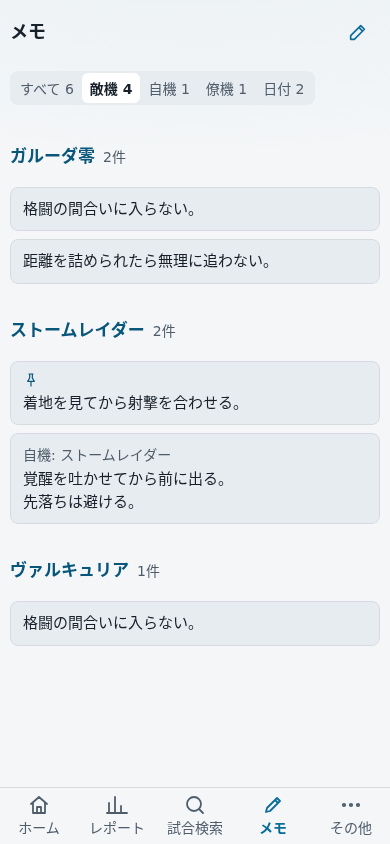 メモ
すべて 6 敵機 4 自機 1 僚機 1 日付 2
ガルーダ零 2件
格闘の間合いに入らない。
距離を詰められたら無理に追わない。
ストームレイダー 2件
着地を見てから射撃を合わせる。
自機: ストームレイダー
覚醒を吐かせてから前に出る。
先落ちは避ける。
ヴァルキュリア 1件
格闘の間合いに入らない。
ホーム レポート 試合検索 メモ その他